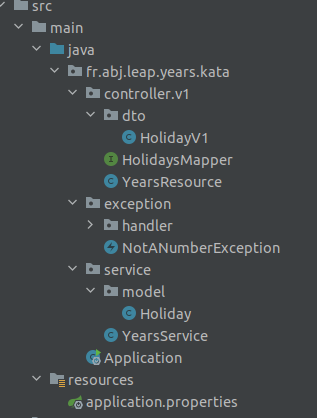 src
main
java
fr.abj.leap.years.kata
controller.v1
dto
HolidayV1
HolidaysMapper
YearsResource
exception
handler
NotANumberException
service
model
Holiday
YearsService
Application
resources
application.properties